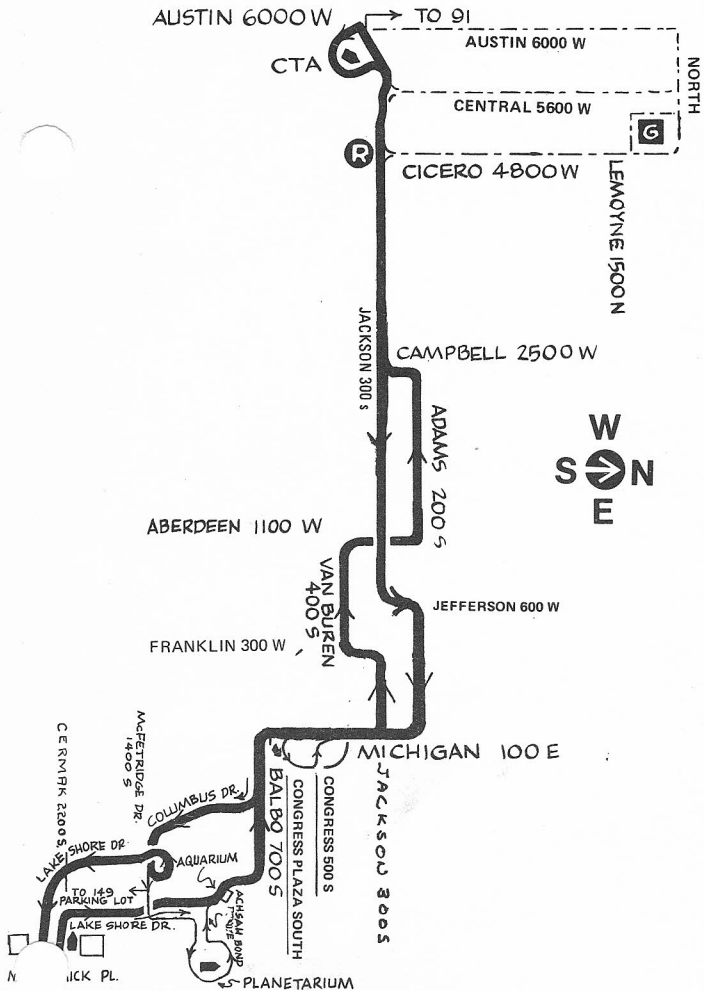 AUSTIN 6000 W
TO 91
AUSTIN 6000 W
CTA
NORTH
CENTRAL 5600 W
G
R
CICERO 4800 W
LEMOYNE 1500 N
JACKSON 300 s
CAMPBELL 2500 W
ADAMS 200 S
W
S N
E
ABERDEEN 1100 W
VAN BUREN
400 S
JEFFERSON 600 W
FRANKLIN 300 W
MICHIGAN 100 E
McFETRIDGE DR.
1400 S
CERMAK 2200 S
COLUMBUS DR.
BALBO 700 S
CONGRESS PLAZA SOUTH
CONGRESS 500 S
JACKSON 300 S
LAKE SHORE DR.
AQUARIUM
TO 149
PARKING LOT
LAKE SHORE DR.
ACHSAH BOND
DRIVE
N ICK PL.
PLANETARIUM